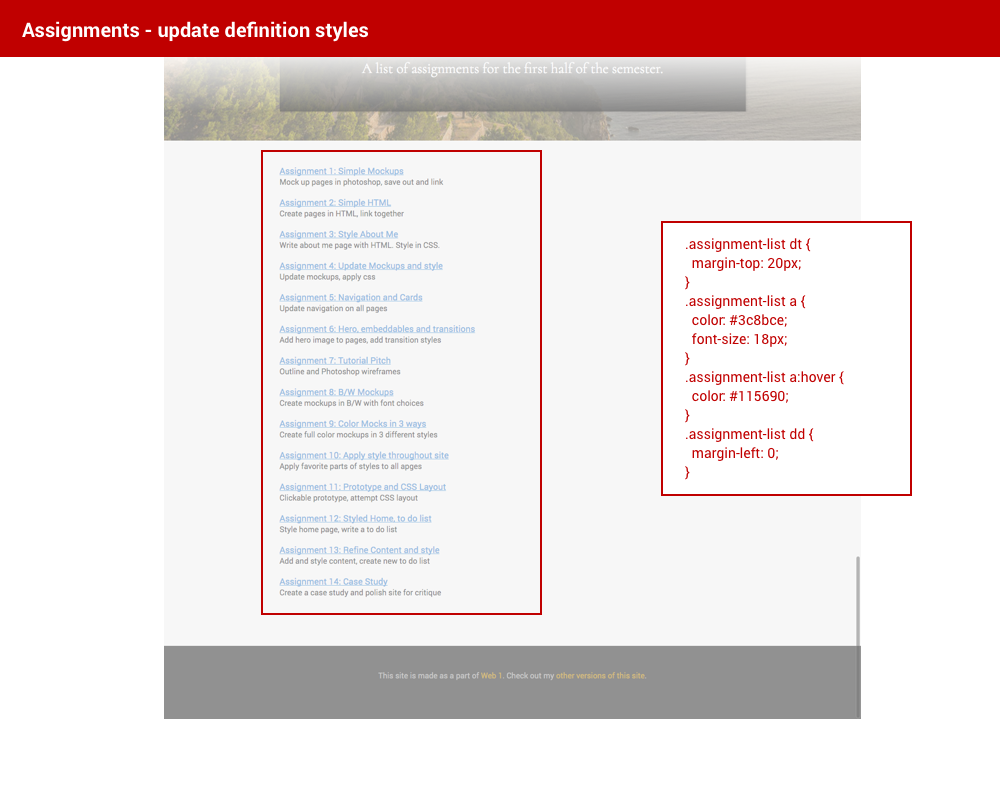 Assignments - update definition styles
A list of assignments for the first half of the semester.
Assignment 1: Simple Mockups
Mock up pages in photoshop, save out and link
Assignment 2: Simple HTML
Create pages in HTML, link together
Assignment 3: Style About Me
Write about me page with HTML. Style in CSS.
Assignment 4: Update Mockups and style
Update mockups, apply css
Assignment 5: Navigation and Cards
Update navigation on all pages
Assignment 6: Hero, embeddables and transitions
Add hero image to pages, add transition styles
Assignment 7: Tutorial Pitch
Outline and Photoshop wireframes
Assignment 8: B/W Mockups
Create mockups in B/W with font choices
Assignment 9: Color Mocks in 3 ways
Create full color mockups in 3 different styles
Assignment 10: Apply style throughout site
Apply favorite parts of styles to all apges
Assignment 11: Prototype and CSS Layout
Clickable prototype, attempt CSS layout
Assignment 12: Styled Home, to do list
Style home page, write a to do list
Assignment 13: Refine Content and style
Add and style content, create new to do list
Assignment 14: Case Study
Create a case study and polish site for critique
.assignment-list dt {
margin-top: 20px;
}
.assignment-list a {
color: #3c8bce;
font-size: 18px;
}
.assignment-list a:hover {
color: #115690;
}
.assignment-list dd {
margin-left: 0;
}
This site is made as a part of Web 1. Check out my other versions of this site.